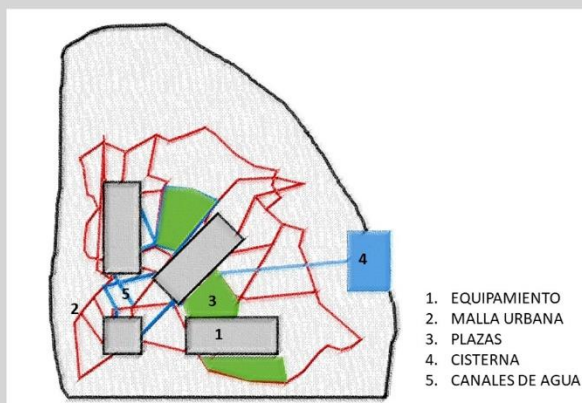 4
5
3
2
1
1. EQUIPAMIENTO
2. MALLA URBANA
3. PLAZAS
4. CISTERNA
5. CANALES DE AGUA